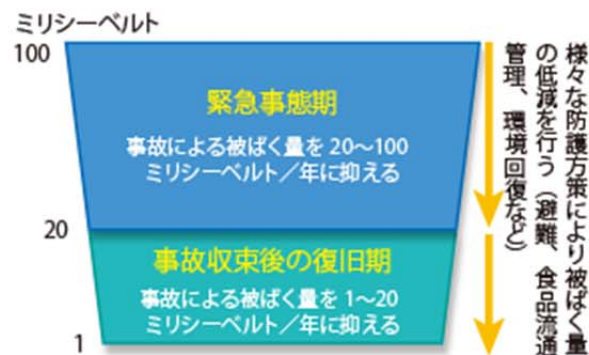 ミリシーベルト
100
緊急事態期
事故による被ばく量を 20〜100
ミリシーベルト／年に抑える
20
事故収束後の復旧期
事故による被ばく量を 1〜20
ミリシーベルト／年に抑える
1
様々な防護方策により被ばく量
の低減を行う（避難、食品流通
管理、環境回復など）